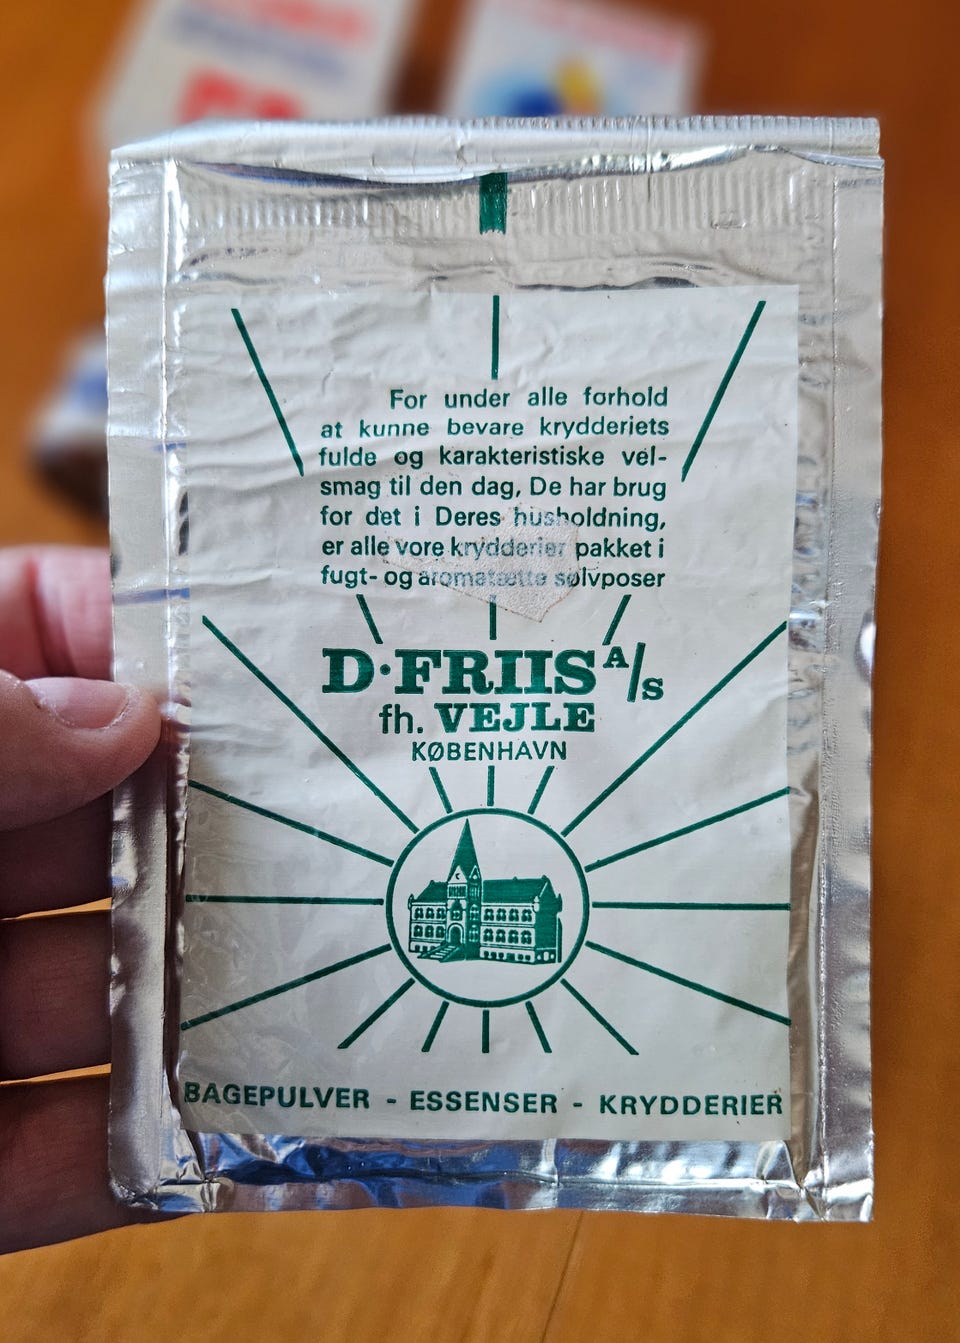 For under alle forhold
at kunne bevare krydderiets
fulde og karakteristiske vel-
smag til den dag, De har brug
for det i Deres husholdning,
er alle vore krydderier pakket i
fugt- og aromatætte sølvposer
D·FRIIS A/S
fh. VEJLE
KØBENHAVN
BAGEPULVER - ESSENSER - KRYDDERIER